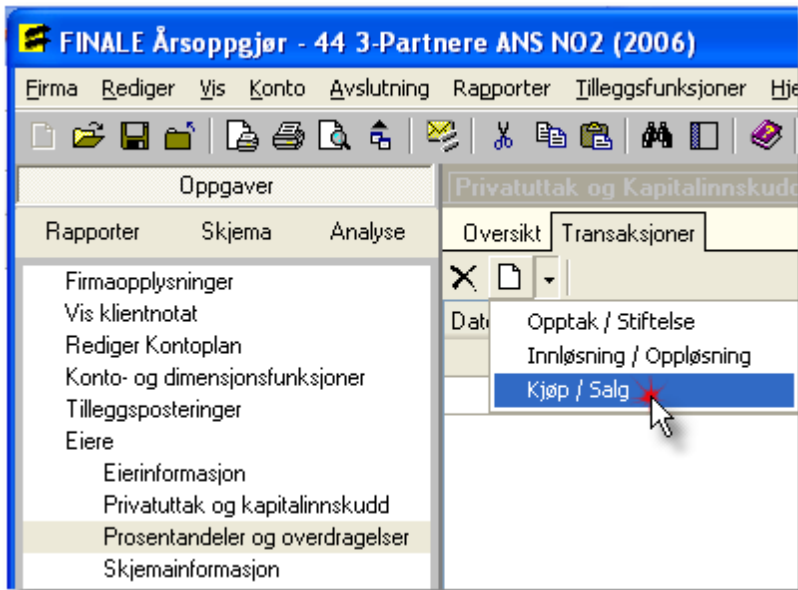 FINALE Årsoppgjør - 44 3-Partnere ANS NO2 (2006)
Firma Rediger Vis Konto Avslutning Rapporter Tilleggsfunksjoner Hje
Oppgaver
Privatuttak og Kapitalinnskudd
Rapporter Skjema Analyse
Oversikt Transaksjoner
Firmaopplysninger
Vis klientnotat
Rediger Kontoplan
Konto- og dimensjonsfunksjoner
Tilleggsposteringer
Eiere
Eierinformasjon
Privatuttak og kapitalinnskudd
Prosentandeler og overdragelser
Skjemainformasjon
Dat
Opptak / Stiftelse
Innløsning / Oppløsning
Kjøp / Salg